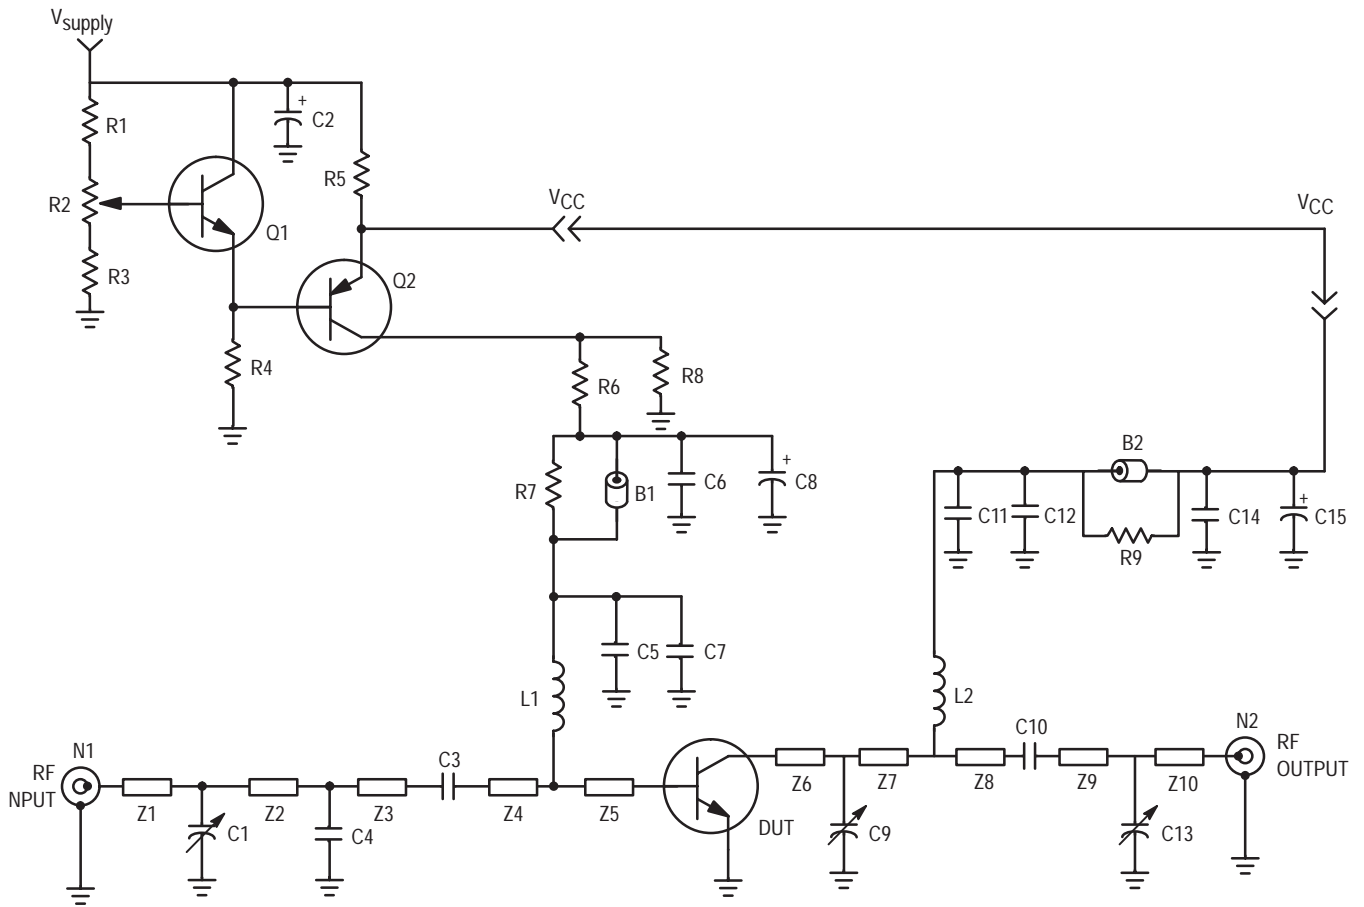 Vsupply
+
C2
R1
R5
R2
VCC
VCC
Q1
R3
Q2
R4
R6
R8
B2
+
R7
B1
C6
C8
+
C11
C12
C14
C15
R9
C5
C7
L1
L2
N1
C3
C10
N2
RF
NPUT
RF
OUTPUT
Z1
Z2
Z3
Z4
Z5
Z6
Z7
Z8
Z9
Z10
C1
C4
DUT
C9
C13